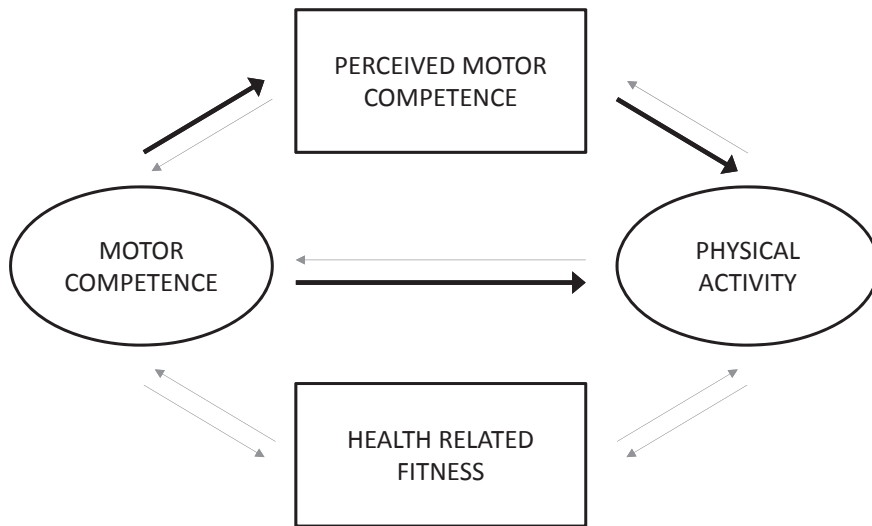 PERCEIVED MOTOR
COMPETENCE
MOTOR
COMPETENCE
PHYSICAL
ACTIVITY
HEALTH RELATED
FITNESS